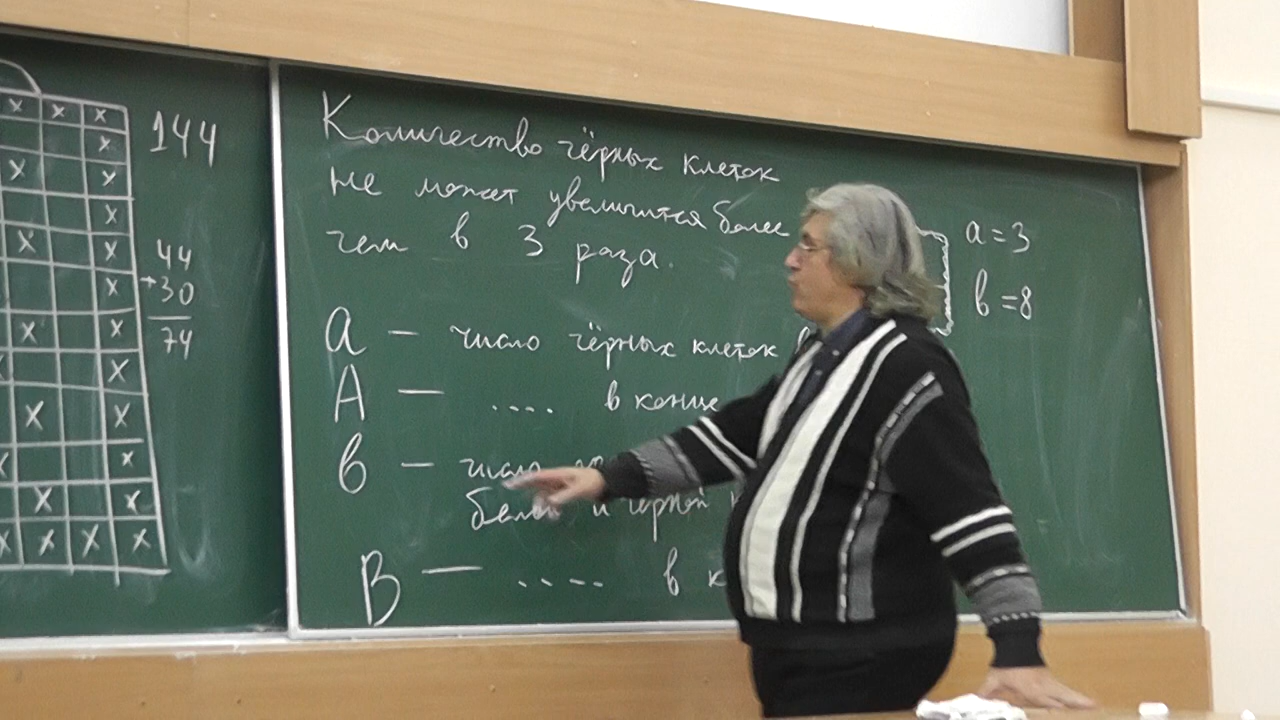 144
44
+30
74
Количество чёрных клеток
не может увеличится более
чем в 3 раза.
a = 3
b = 8
a — число чёрных клеток
A — .... в конце
b — число
белой и чёрной
B — .... в к